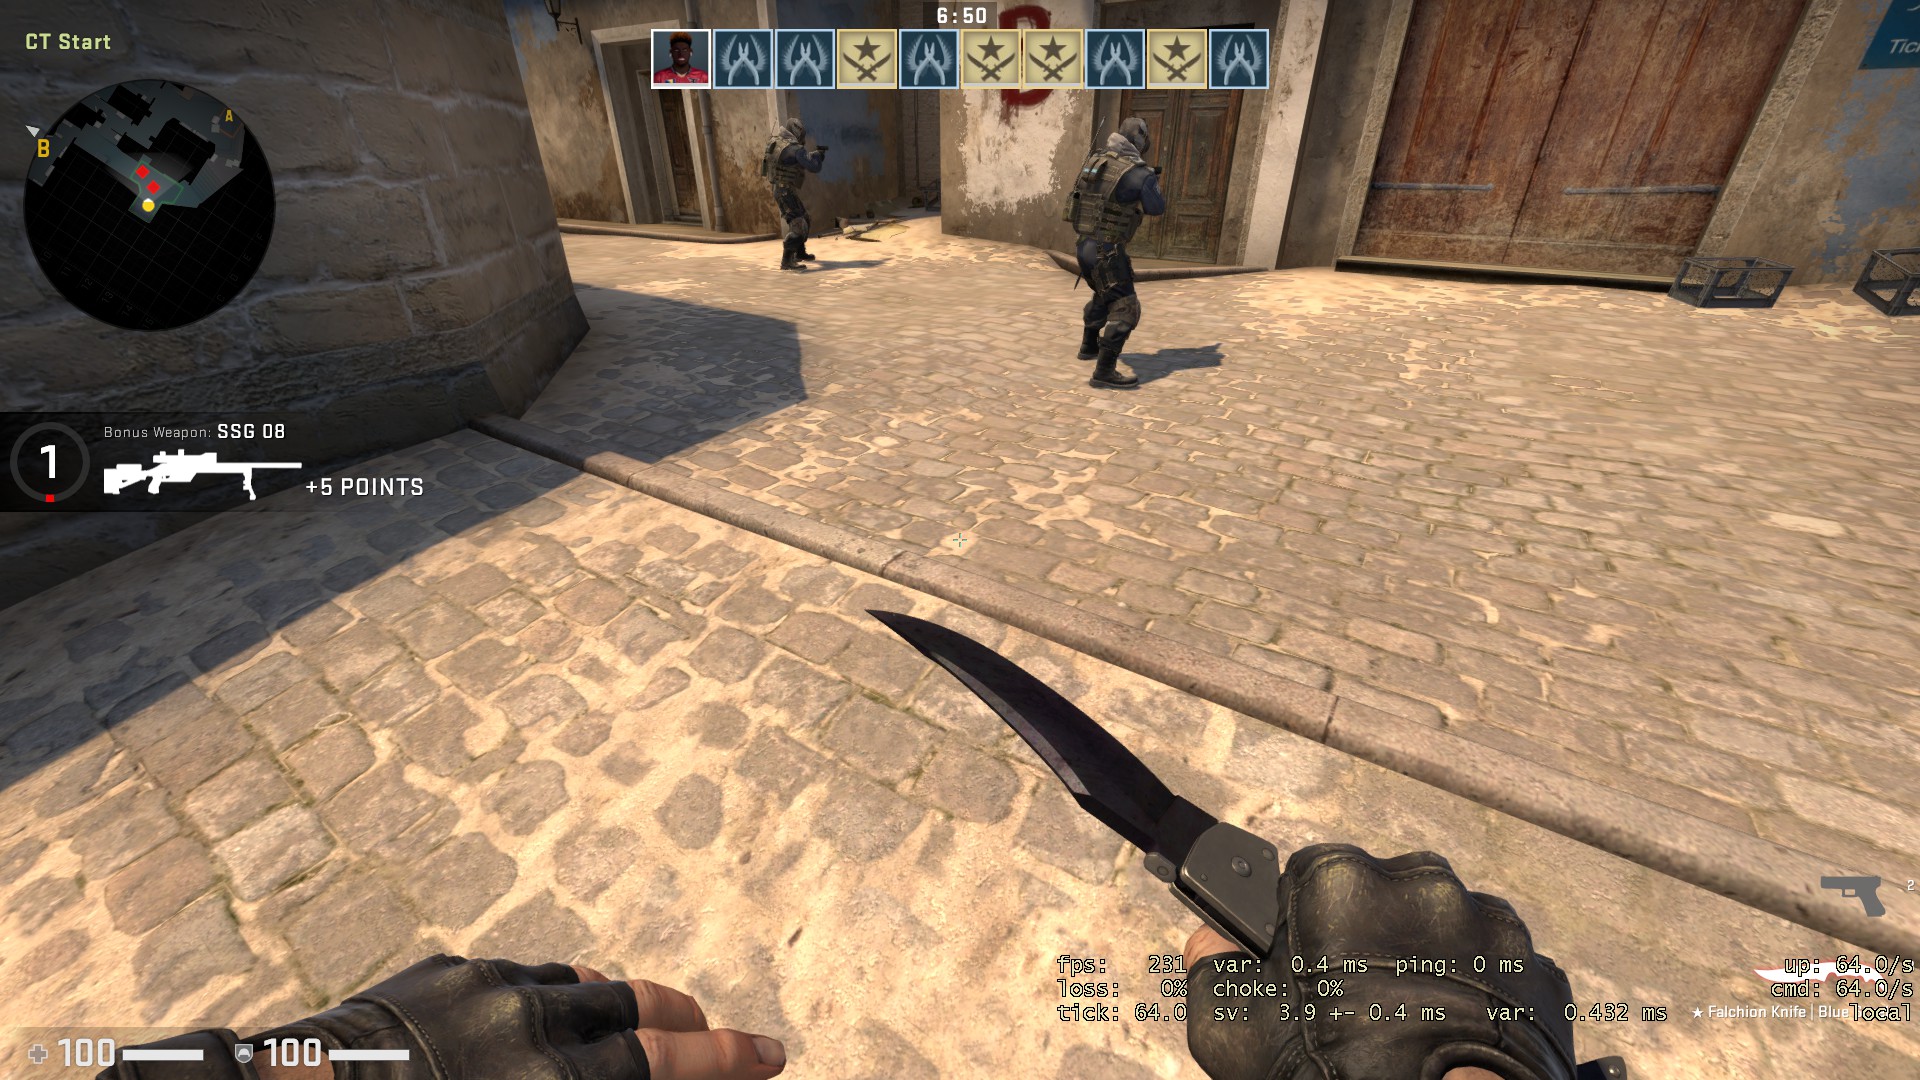 6:50
CT Start
Tic
B
A
B
Bonus Weapon: SSG 08
1
+5 POINTS
2
fps: 231 var: 0.4 ms ping: 0 ms up: 64.0/s
loss: 0% choke: 0% cmd: 64.0/s
tick: 64.0 sv: 3.9 +- 0.4 ms var: 0.432 ms local
★ Falchion Knife | Blue
100 100